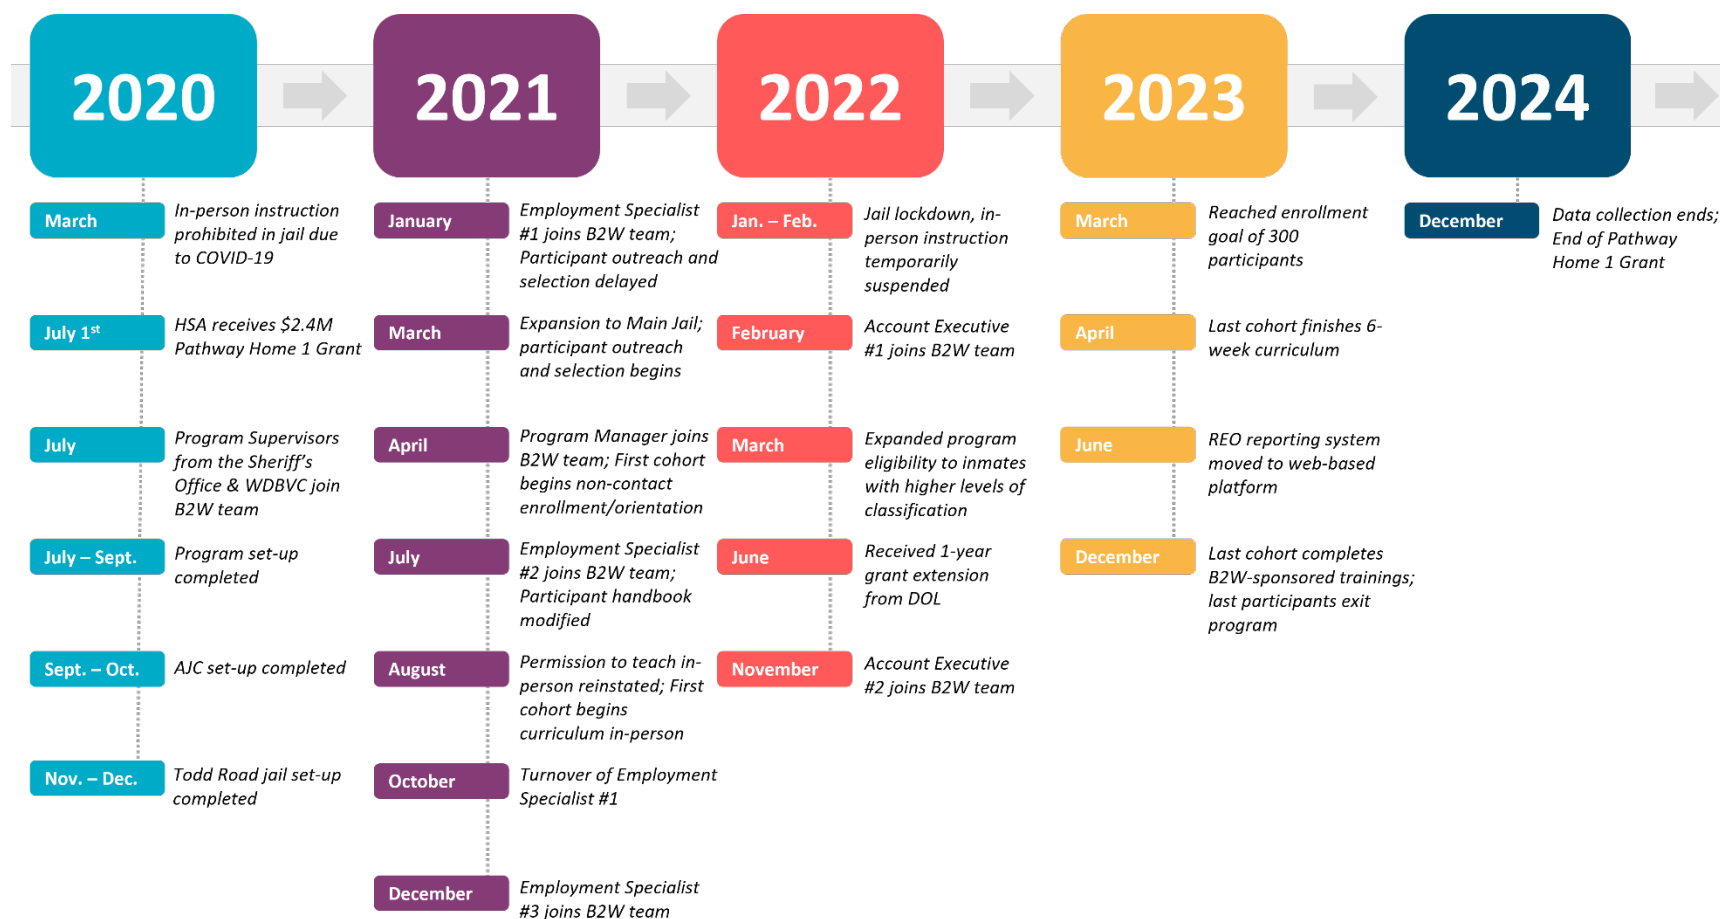 2020
2021
2022
2023
2024
March
In-person instruction
prohibited in jail due
to COVID-19
July 1st
HSA receives $2.4M
Pathway Home 1 Grant
July
Program Supervisors
from the Sheriff's
Office & WDBVC join
B2W team
July – Sept.
Program set-up
completed
Sept. – Oct.
AJC set-up completed
Nov. – Dec.
Todd Road jail set-up
completed
January
Employment Specialist
#1 joins B2W team;
Participant outreach and
selection delayed
March
Expansion to Main Jail;
participant outreach
and selection begins
April
Program Manager joins
B2W team; First cohort
begins non-contact
enrollment/orientation
July
Employment Specialist
#2 joins B2W team;
Participant handbook
modified
August
Permission to teach in-
person reinstated; First
cohort begins
curriculum in-person
October
Turnover of Employment
Specialist #1
December
Employment Specialist
#3 joins B2W team
Jan. – Feb.
Jail lockdown, in-
person instruction
temporarily
suspended
February
Account Executive
#1 joins B2W team
March
Expanded program
eligibility to inmates
with higher levels of
classification
June
Received 1-year
grant extension
from DOL
November
Account Executive
#2 joins B2W team
March
Reached enrollment
goal of 300
participants
April
Last cohort finishes 6-
week curriculum
June
REO reporting system
moved to web-based
platform
December
Last cohort completes
B2W-sponsored trainings;
last participants exit
program
December
Data collection ends;
End of Pathway
Home 1 Grant